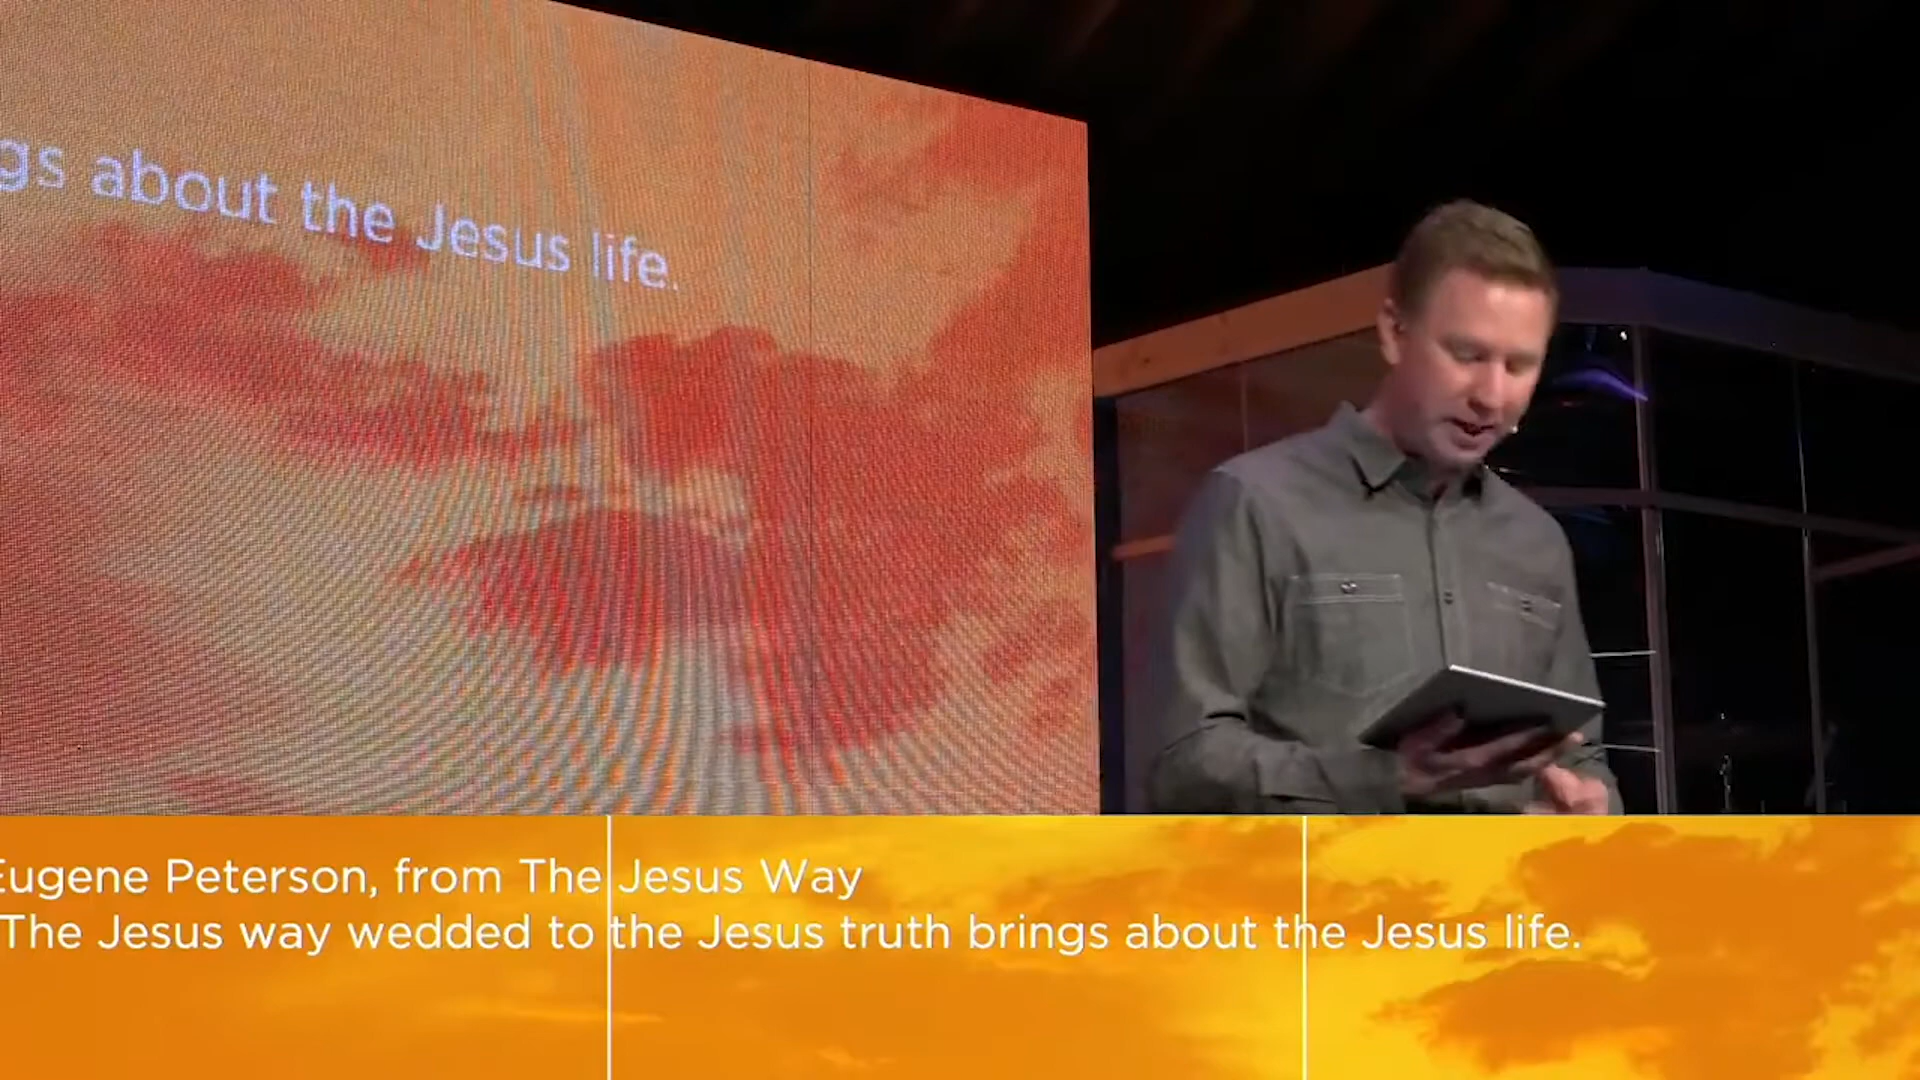 gs about the Jesus life.
Eugene Peterson, from The Jesus Way
The Jesus way wedded to the Jesus truth brings about the Jesus life.